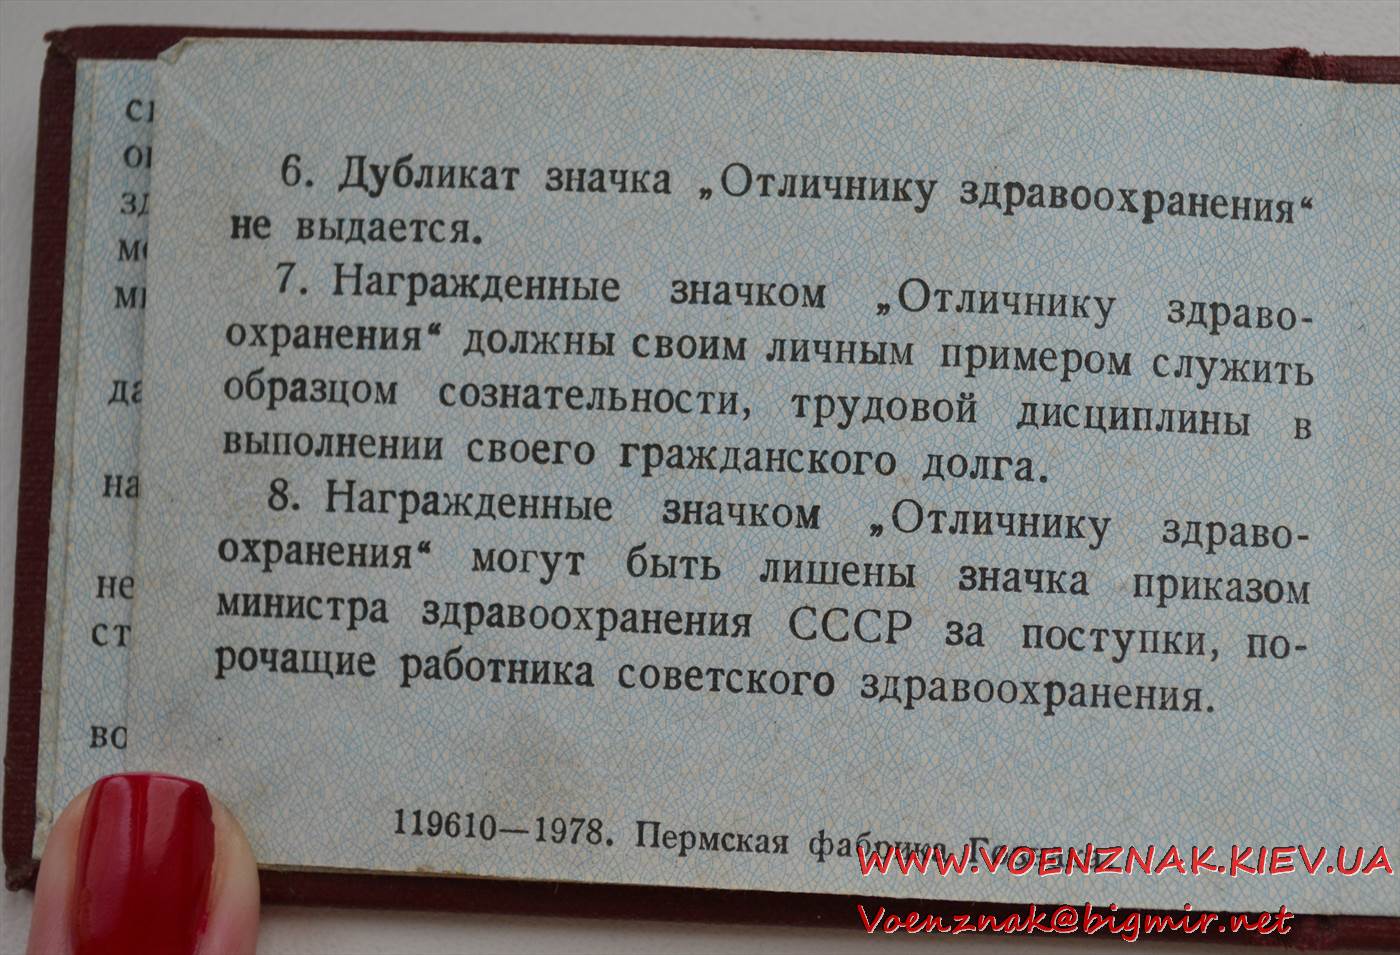 6. Дубликат значка „Отличнику здравоохранения“
не выдается.
7. Награжденные значком „Отличнику здраво-
охранения“ должны своим личным примером служить
образцом сознательности, трудовой дисциплины в
выполнении своего гражданского долга.
8. Награжденные значком „Отличнику здраво-
охранения“ могут быть лишены значка приказом
министра здравоохранения СССР за поступки, по-
рочащие работника советского здравоохранения.
119610—1978. Пермская фабрика Гознака
WWW.VOENZNAK.KIEV.UA
Voenznak@bigmir.net